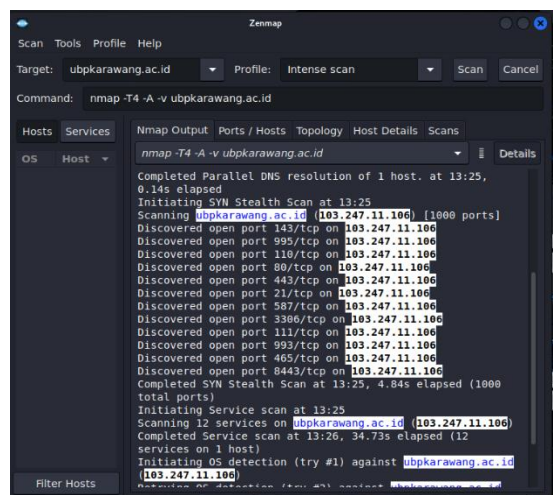 Zenmap
Scan Tools Profile Help
Target: ubpkarawang.ac.id Profile: Intense scan Scan Cancel
Command: nmap -T4 -A -v ubpkarawang.ac.id
Hosts Services Nmap Output Ports / Hosts Topology Host Details Scans
OS Host nmap -T4 -A -v ubpkarawang.ac.id Details
Completed Parallel DNS resolution of 1 host. at 13:25,
0.14s elapsed
Initiating SYN Stealth Scan at 13:25
Scanning ubpkarawang.ac.id (103.247.11.106) [1000 ports]
Discovered open port 143/tcp on 103.247.11.106
Discovered open port 995/tcp on 103.247.11.106
Discovered open port 110/tcp on 103.247.11.106
Discovered open port 80/tcp on 103.247.11.106
Discovered open port 443/tcp on 103.247.11.106
Discovered open port 21/tcp on 103.247.11.106
Discovered open port 587/tcp on 103.247.11.106
Discovered open port 3306/tcp on 103.247.11.106
Discovered open port 111/tcp on 103.247.11.106
Discovered open port 993/tcp on 103.247.11.106
Discovered open port 465/tcp on 103.247.11.106
Discovered open port 8443/tcp on 103.247.11.106
Completed SYN Stealth Scan at 13:25, 4.84s elapsed (1000
total ports)
Initiating Service scan at 13:25
Scanning 12 services on ubpkarawang.ac.id (103.247.11.106)
Completed Service scan at 13:26, 34.73s elapsed (12
services on 1 host)
Initiating OS detection (try #1) against ubpkarawang.ac.id
(103.247.11.106)
Retrying OS detection (try #2) against ubpkarawang.ac.id
Filter Hosts